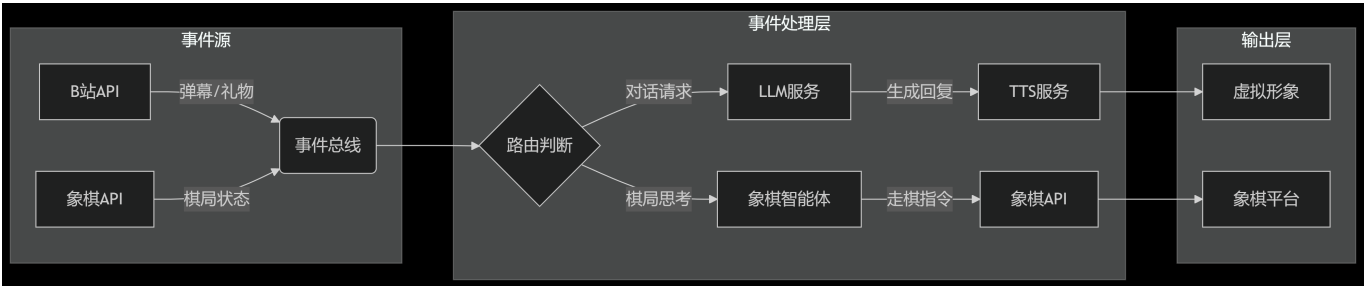 事件源
B站API
弹幕/礼物
事件总线
象棋API
棋局状态
事件处理层
路由判断
对话请求
LLM服务
生成回复
TTS服务
棋局思考
象棋智能体
走棋指令
象棋API
输出层
虚拟形象
象棋平台